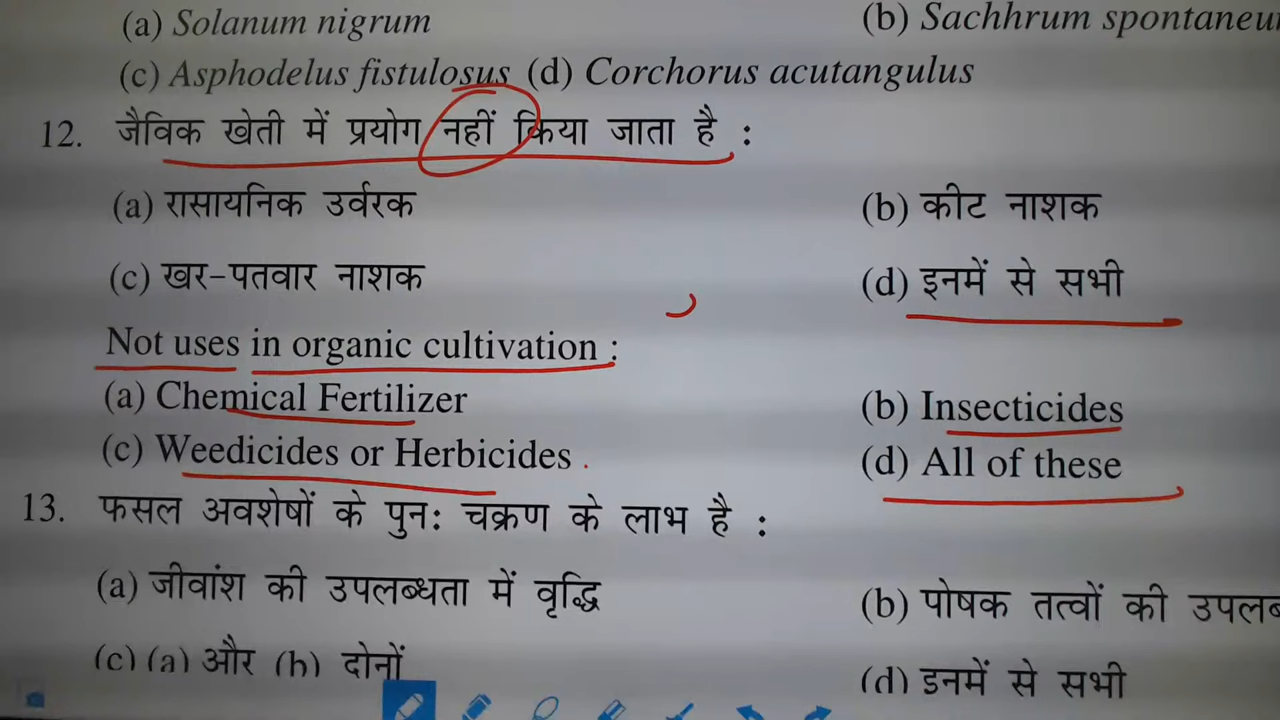 (a) Solanum nigrum (b) Sachhrum spontaneu
(c) Asphodelus fistulosus (d) Corchorus acutangulus
12. जैविक खेती में प्रयोग नहीं किया जाता है :
(a) रासायनिक उर्वरक (b) कीट नाशक
(c) खर-पतवार नाशक (d) इनमें से सभी
Not uses in organic cultivation :
(a) Chemical Fertilizer (b) Insecticides
(c) Weedicides or Herbicides (d) All of these
13. फसल अवशेषों के पुनः चक्रण के लाभ है :
(a) जीवांश की उपलब्धता में वृद्धि (b) पोषक तत्वों की
(c) (a) और (b) दोनों (d) इनमें से सभी